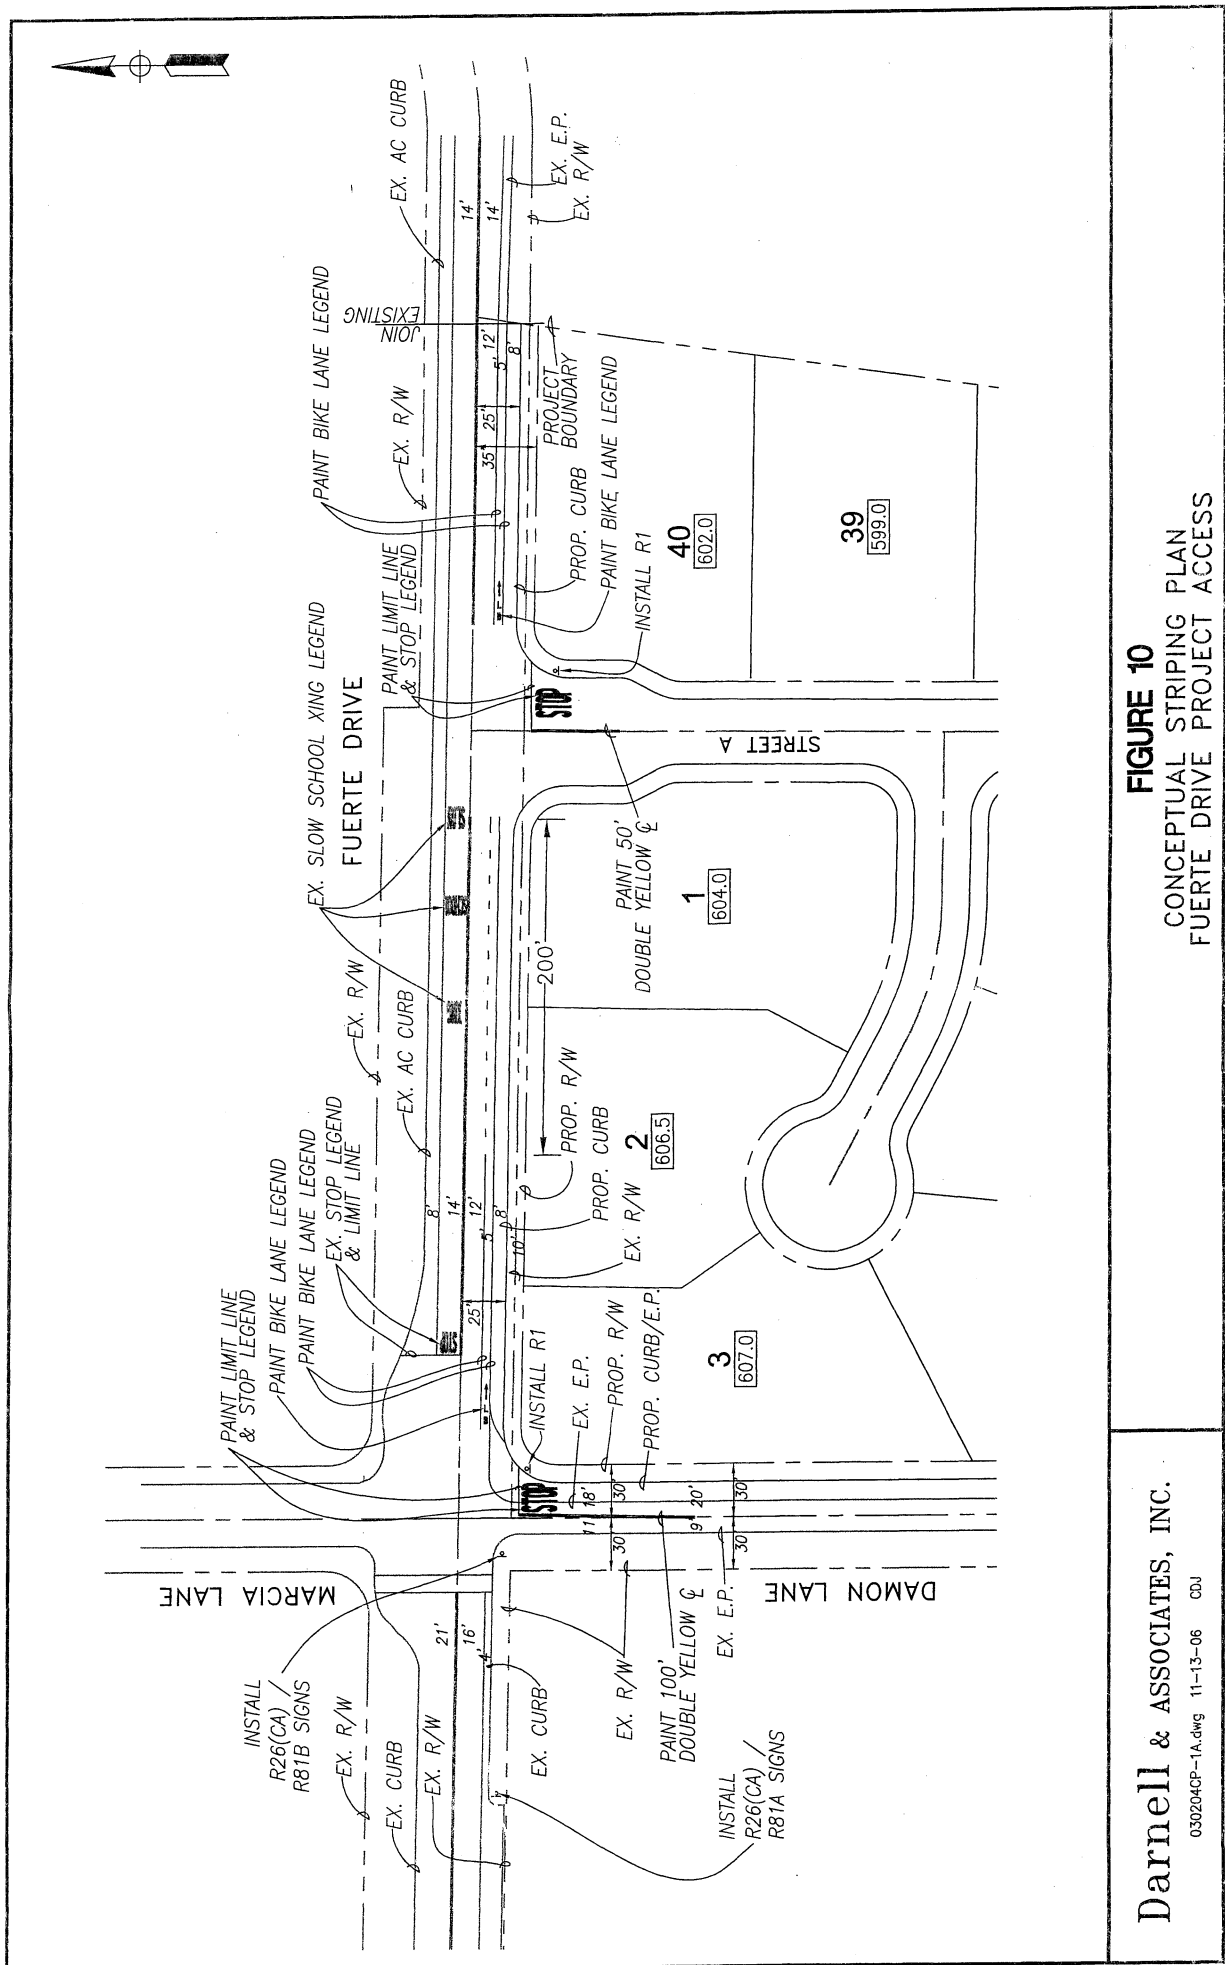 EX. AC CURB
14'
14'
EX. E.P.
EX. R/W
PAINT BIKE LANE LEGEND
JOIN
EXISTING
EX. R/W
12'
5'
8'
25'
35'
PROJECT
BOUNDARY
PAINT LIMIT LINE
& STOP LEGEND
PROP. CURB
PAINT BIKE LANE LEGEND
INSTALL R1
40
602.0
39
599.0
EX. SLOW SCHOOL XING LEGEND
FUERTE DRIVE
STOP
STREET A
PAINT 50'
DOUBLE YELLOW ℄
1
604.0
200'
EX. R/W
EX. AC CURB
PROP. R/W
PROP. CURB
EX. R/W
2
606.5
PAINT LIMIT LINE
& STOP LEGEND
PAINT BIKE LANE LEGEND
PAINT BIKE LANE LEGEND
EX. STOP LEGEND
& LIMIT LINE
8'
14'
12'
5'
8'
10'
25'
STOP
INSTALL R1
EX. E.P.
PROP. R/W
PROP. CURB/E.P.
3
607.0
STOP
18'
30'
20'
30'
11'
30'
9'
30'
MARCIA LANE
DAMON LANE
21'
16'
4'
INSTALL
R26(CA) /
R81B SIGNS
EX. R/W
EX. CURB
EX. R/W
EX. CURB
EX. R/W
PAINT 100'
DOUBLE YELLOW ℄
EX. E.P.
INSTALL
R26(CA) /
R81A SIGNS
FIGURE 10
CONCEPTUAL STRIPING PLAN
FUERTE DRIVE PROJECT ACCESS
Darnell & ASSOCIATES, INC.
030204CP-1A.dwg 11-13-06 CDJ